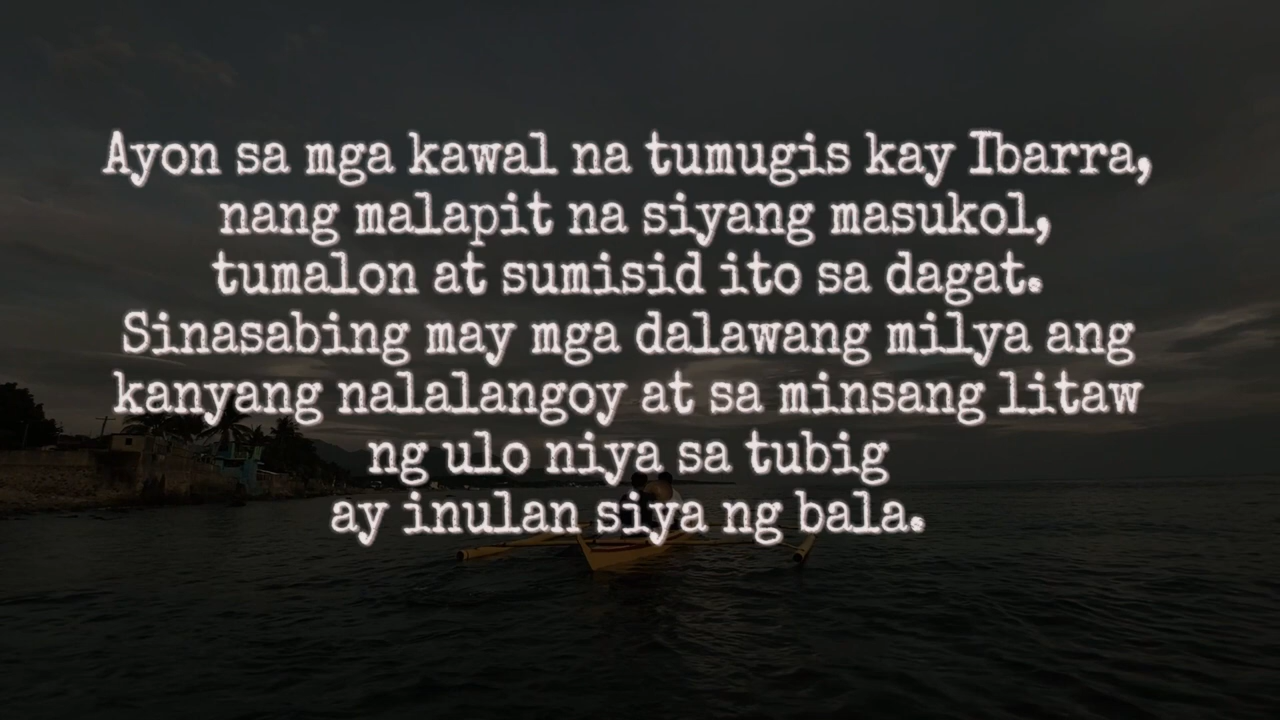 Ayon sa mga kawal na tumugis kay Ibarra,
nang malapit na siyang masukol,
tumalon at sumisid ito sa dagat.
Sinasabing may mga dalawang milya ang
kanyang nalalangoy at sa minsang litaw
ng ulo niya sa tubig
ay inulan siya ng bala.